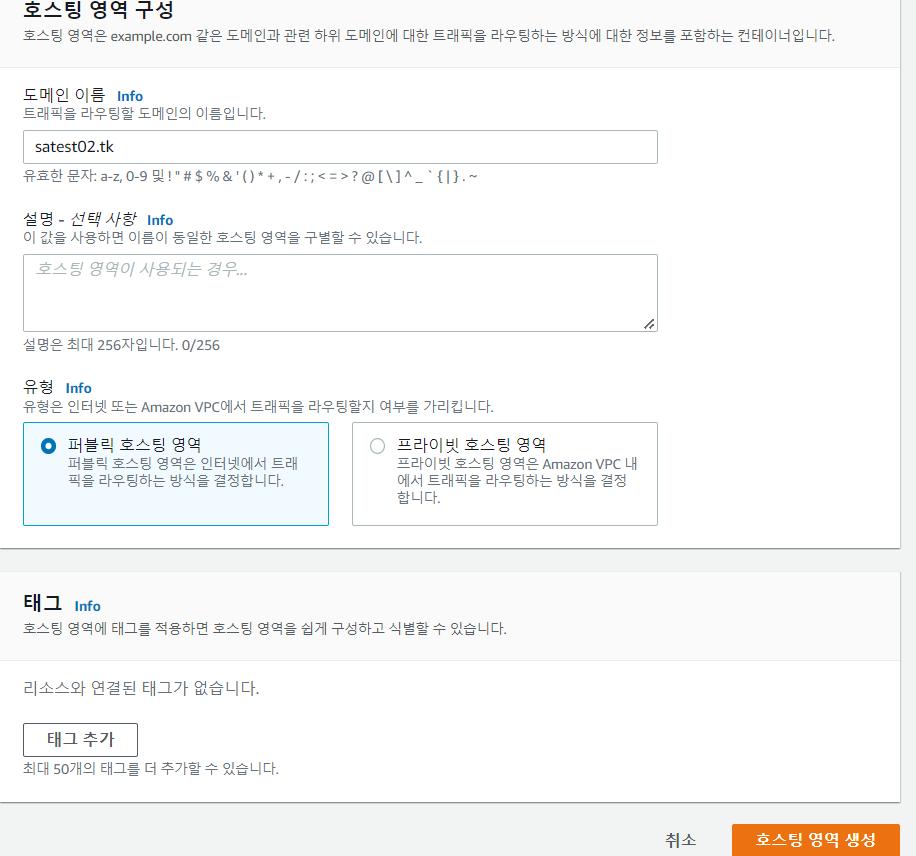 호스팅 영역 구성
호스팅 영역은 example.com 같은 도메인과 관련 하위 도메인에 대한 트래픽을 라우팅하는 방식에 대한 정보를 포함하는 컨테이너입니다.
도메인 이름 Info
트래픽을 라우팅할 도메인의 이름입니다.
satest02.tk
유효한 문자: a-z, 0-9 및 ! " # $ % & ' ( ) * + , - / : ; < = > ? @ [ \ ] ^ _ ` { | } . ~
설명 - 선택 사항 Info
이 값을 사용하면 이름이 동일한 호스팅 영역을 구별할 수 있습니다.
호스팅 영역이 사용되는 경우...
설명은 최대 256자입니다. 0/256
유형 Info
유형은 인터넷 또는 Amazon VPC에서 트래픽을 라우팅할지 여부를 가리킵니다.
퍼블릭 호스팅 영역
퍼블릭 호스팅 영역은 인터넷에서 트래
픽을 라우팅하는 방식을 결정합니다.
프라이빗 호스팅 영역
프라이빗 호스팅 영역은 Amazon VPC 내
에서 트래픽을 라우팅하는 방식을 결정
합니다.
태그 Info
호스팅 영역에 태그를 적용하면 호스팅 영역을 쉽게 구성하고 식별할 수 있습니다.
리소스와 연결된 태그가 없습니다.
태그 추가
최대 50개의 태그를 더 추가할 수 있습니다.
취소 호스팅 영역 생성